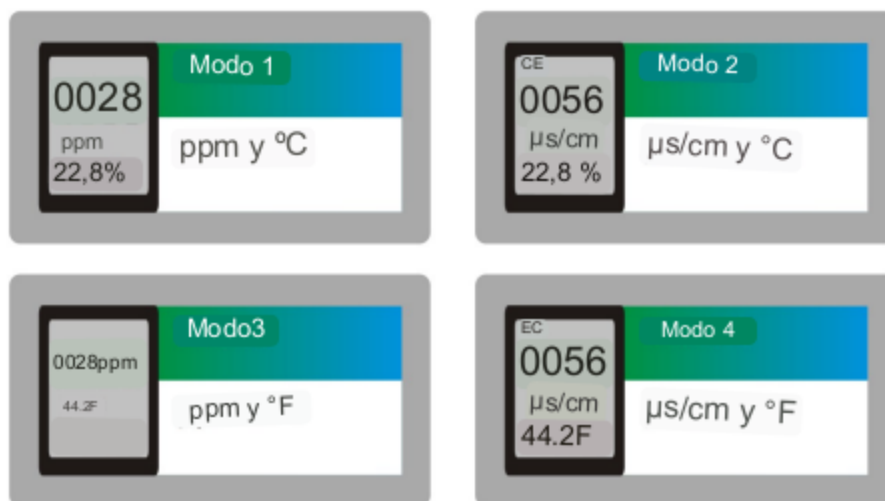 0028
ppm
22,8%
Modo 1
ppm y ºC
CE
0056
µs/cm
22,8 %
Modo 2
µs/cm y °C
0028ppm
44.2F
Modo3
ppm y °F
EC
0056
µs/cm
44.2F
Modo 4
µs/cm y °F